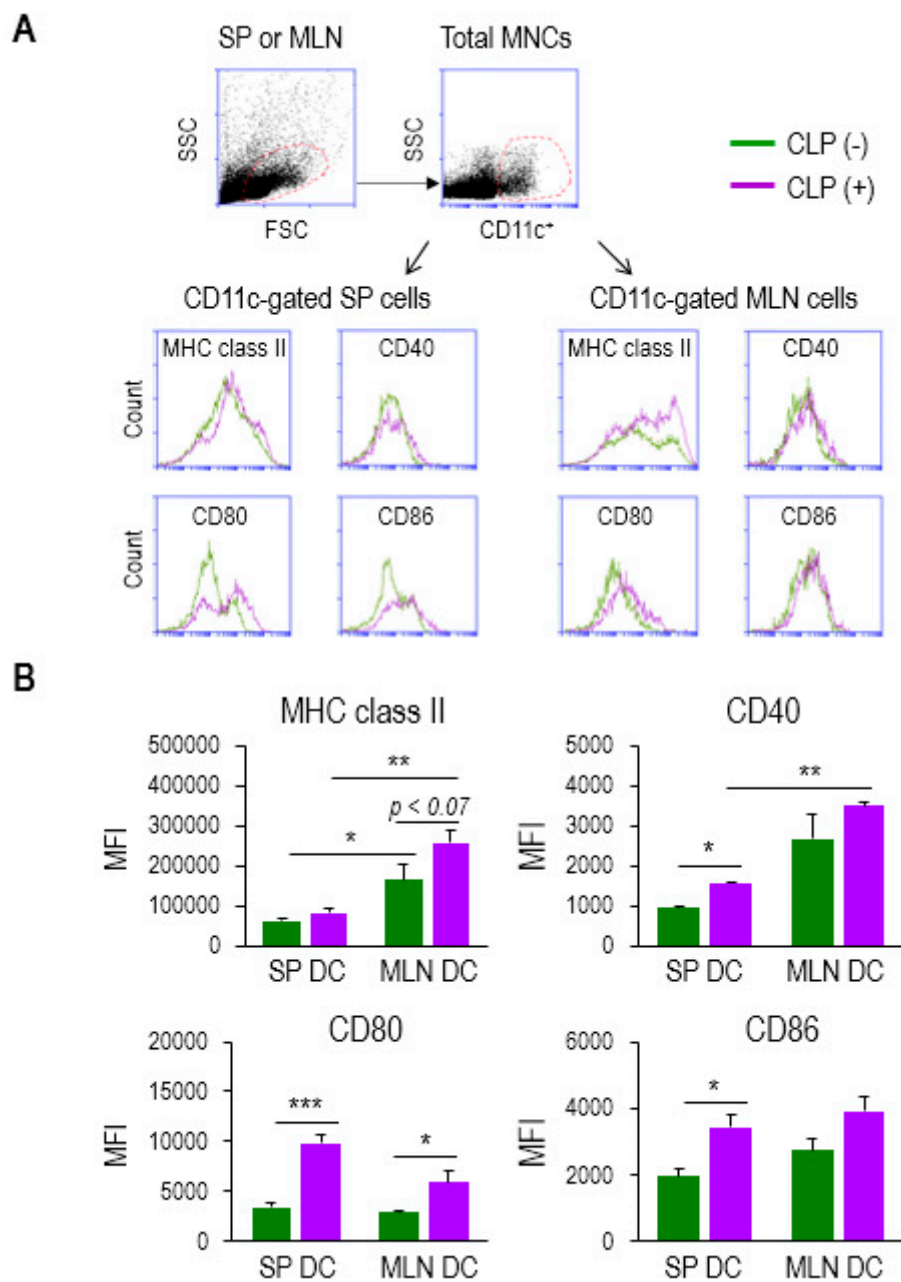 A
SP or MLN
Total MNCs
SSC
SSC
CLP (-)
CLP (+)
FSC
CD11c⁺
CD11c-gated SP cells
CD11c-gated MLN cells
Count
MHC class II
CD40
MHC class II
CD40
Count
CD80
CD86
CD80
CD86
B
MHC class II
MFI
500000
400000
300000
200000
100000
0
**
p < 0.07
*
SP DC
MLN DC
CD40
MFI
5000
4000
3000
2000
1000
0
**
*
SP DC
MLN DC
CD80
MFI
20000
15000
10000
5000
0
***
*
SP DC
MLN DC
CD86
MFI
6000
4000
2000
0
*
SP DC
MLN DC